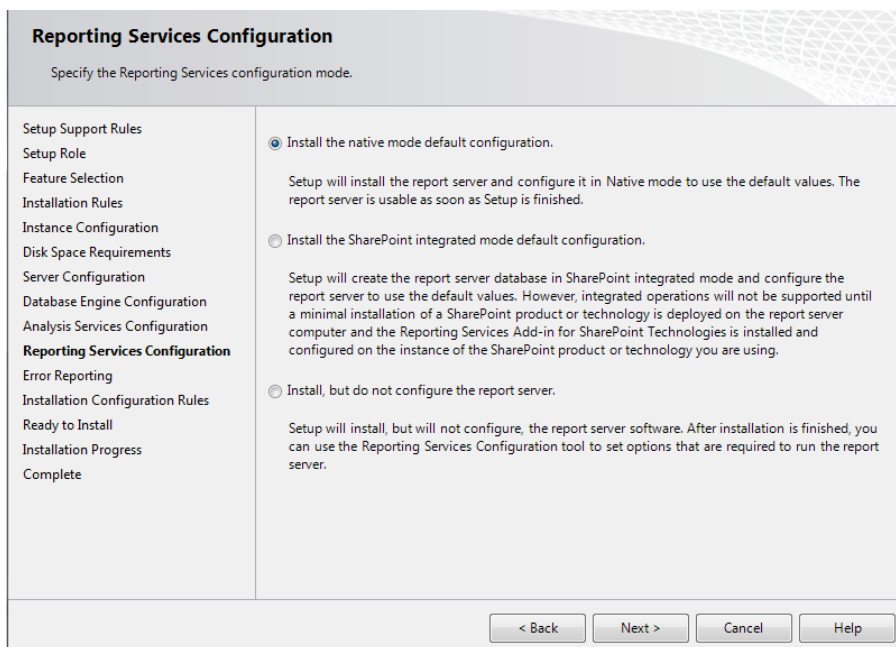 Reporting Services Configuration
Specify the Reporting Services configuration mode.
Setup Support Rules
Setup Role
Feature Selection
Installation Rules
Instance Configuration
Disk Space Requirements
Server Configuration
Database Engine Configuration
Analysis Services Configuration
Reporting Services Configuration
Error Reporting
Installation Configuration Rules
Ready to Install
Installation Progress
Complete
Install the native mode default configuration.
Setup will install the report server and configure it in Native mode to use the default values. The
report server is usable as soon as Setup is finished.
Install the SharePoint integrated mode default configuration.
Setup will create the report server database in SharePoint integrated mode and configure the
report server to use the default values. However, integrated operations will not be supported until
a minimal installation of a SharePoint product or technology is deployed on the report server
computer and the Reporting Services Add-in for SharePoint Technologies is installed and
configured on the instance of the SharePoint product or technology you are using.
Install, but do not configure the report server.
Setup will install, but will not configure, the report server software. After installation is finished, you
can use the Reporting Services Configuration tool to set options that are required to run the report
server.
< Back
Next >
Cancel
Help